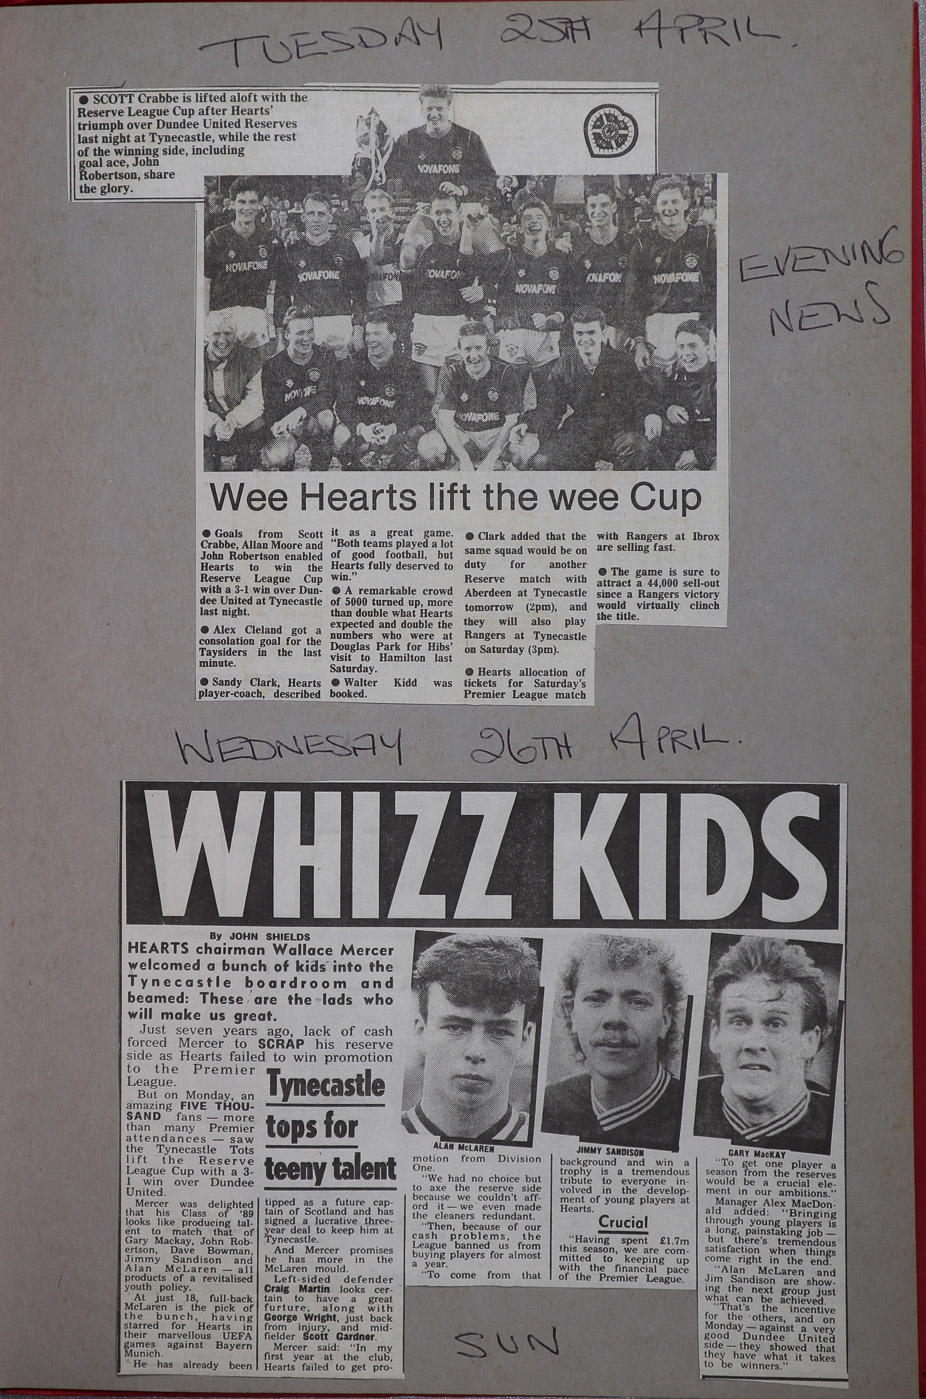 TUESDAY 25TH APRIL.
● SCOTT Crabbe is lifted aloft with the
Reserve League Cup after Hearts'
triumph over Dundee United Reserves
last night at Tynecastle, while the rest
of the winning side, including
goal ace, John
Robertson, share
the glory.
NOVAFONE
NOVAFONE
NOVAFONE
NOVAFONE
NOVAFONE
NOVAFONE
NOVAFONE
NOVAFONE
EVENING
NEWS
Wee Hearts lift the wee Cup
● Goals from Scott
Crabbe, Allan Moore and
John Robertson enabled
Hearts to win the
Reserve League Cup
with a 3-1 win over Dun-
dee United at Tynecastle
last night.
● Alex Cleland got a
consolation goal for the
Taysiders in the last
minute.
● Sandy Clark, Hearts
player-coach, described
it as a great game.
"Both teams played a lot
of good football, but
Hearts fully deserved to
win."
● A remarkable crowd
of 5000 turned up, more
than double what Hearts
expected and double the
numbers who were at
Douglas Park for Hibs'
visit to Hamilton last
Saturday.
● Walter Kidd was
booked.
● Clark added that the
same squad would be on
duty for another
Reserve match with
Aberdeen at Tynecastle
tomorrow (2pm), and
they will also play
Rangers at Tynecastle
on Saturday (3pm).
● Hearts allocation of
tickets for Saturday's
Premier League match
with Rangers at Ibrox
are selling fast.
● The game is sure to
attract a 44,000 sell-out
since a Rangers victory
would virtually clinch
the title.
WEDNESAY 26TH APRIL.
WHIZZ KIDS
By JOHN SHIELDS
HEARTS chairman Wallace Mercer
welcomed a bunch of kids into the
Tynecastle boardroom and
beamed: These are the lads who
will make us great.
Just seven years ago, lack of cash
forced Mercer to SCRAP his reserve
side as Hearts failed to win promotion
to the Premier
League.
But on Monday, an
amazing FIVE THOU-
SAND fans — more
than many Premier
attendances — saw
the Tynecastle Tots
lift the Reserve
League Cup with a 3-
1 win over Dundee
United.
Mercer was delighted
that his Class of '89
looks like producing tal-
ent to match that of
Gary Mackay, John Rob-
ertson, Dave Bowman,
Jimmy Sandison and
Alan McLaren — all
products of a revitalised
youth policy.
At just 18, full-back
McLaren is the pick of
the bunch, having
starred for Hearts in
their marvellous UEFA
games against Bayern
Munich.
He has already been
Tynecastle
tops for
teeny talent
tipped as a future cap-
tain of Scotland and has
signed a lucrative three-
year deal to keep him at
Tynecastle.
And Mercer promises
he has more in the
McLaren mould.
Left-sided defender
Craig Martin looks cer-
tain to have a great
furture, along with
George Wright, just back
from injury, and mid-
fielder Scott Gardner.
Mercer said: "In my
first year at the club,
Hearts failed to get pro-
ALAN McLAREN
motion from Division
One.
"We had no choice but
to axe the reserve side
because we couldn't aff-
ord it — we even made
the cleaners redundant.
"Then, because of our
cash problems, the
League banned us from
buying players for almost
a year.
"To come from that
JIMMY SANDISON
background and win a
trophy is a tremendous
tribute to everyone in-
volved in the develop-
ment of young players at
Hearts.
Crucial
"Having spent £1.7m
this season, we are com-
mitted to keeping up
with the financial pace
of the Premier League.
GARY MacKAY
"To get one player a
season from the reserves
would be a crucial ele-
ment in our ambitions."
Manager Alex MacDon-
ald added: "Bringing
through young players is
a long, painstaking job —
but there's tremendous
satisfaction when things
come right in the end.
"Alan McLaren and
Jim Sandison are show-
ing the next group just
what can be achieved.
"That's the incentive
for the others, and on
Monday — against a very
good Dundee United
side — they showed that
they have what it takes
to be winners."
SUN